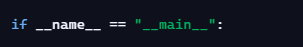 if __name__ == "__main__":